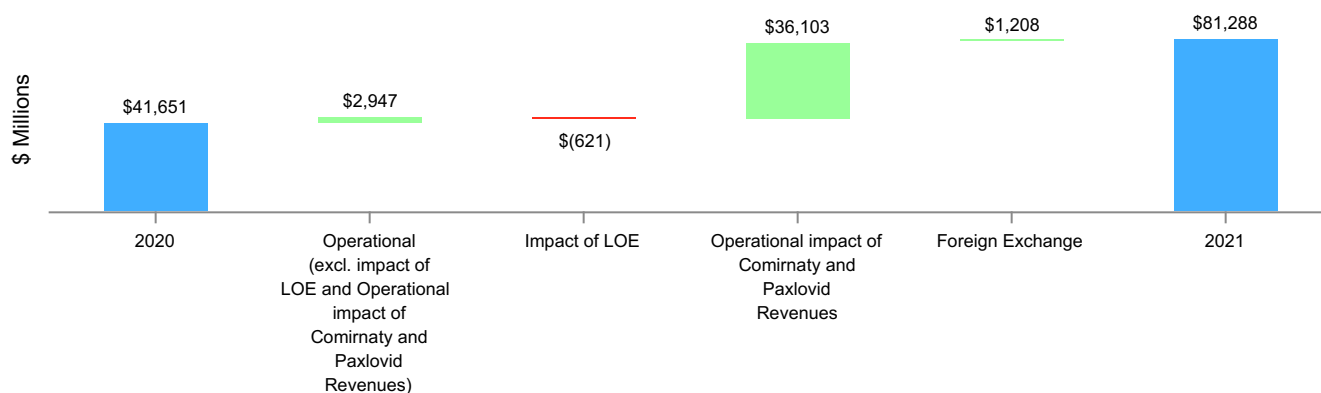 $ Millions
$41,651
$2,947
$(621)
$36,103
$1,208
$81,288
2020
Operational
(excl. impact of
LOE and Operational
impact of
Comirnaty and
Paxlovid
Revenues)
Impact of LOE
Operational impact of
Comirnaty and
Paxlovid
Revenues
Foreign Exchange
2021